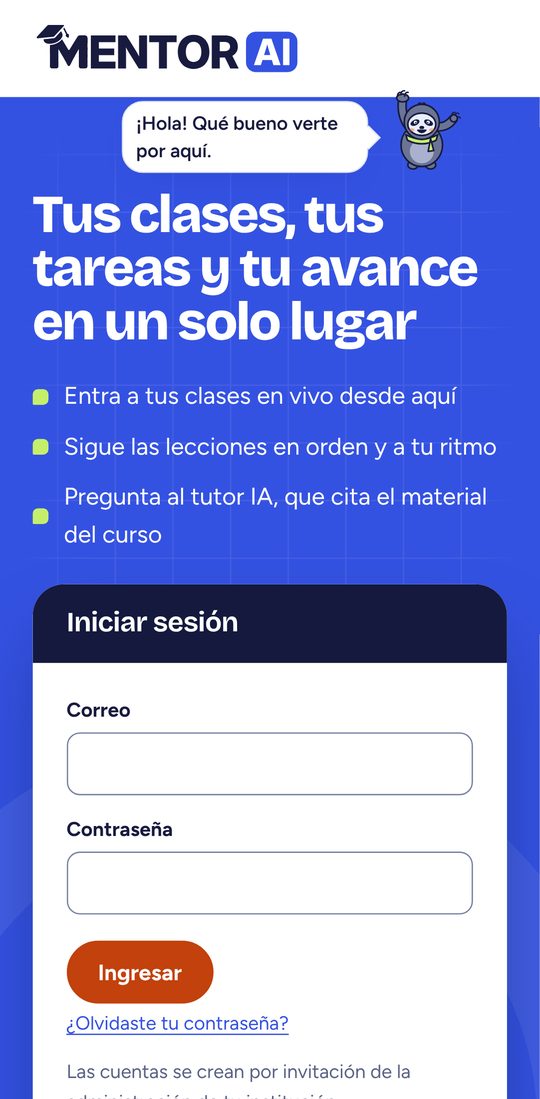 MENTOR AI
¡Hola! Qué bueno verte
por aquí.
Tus clases, tus
tareas y tu avance
en un solo lugar
Entra a tus clases en vivo desde aquí
Sigue las lecciones en orden y a tu ritmo
Pregunta al tutor IA, que cita el material
del curso
Iniciar sesión
Correo
Contraseña
Ingresar
¿Olvidaste tu contraseña?
Las cuentas se crean por invitación de la